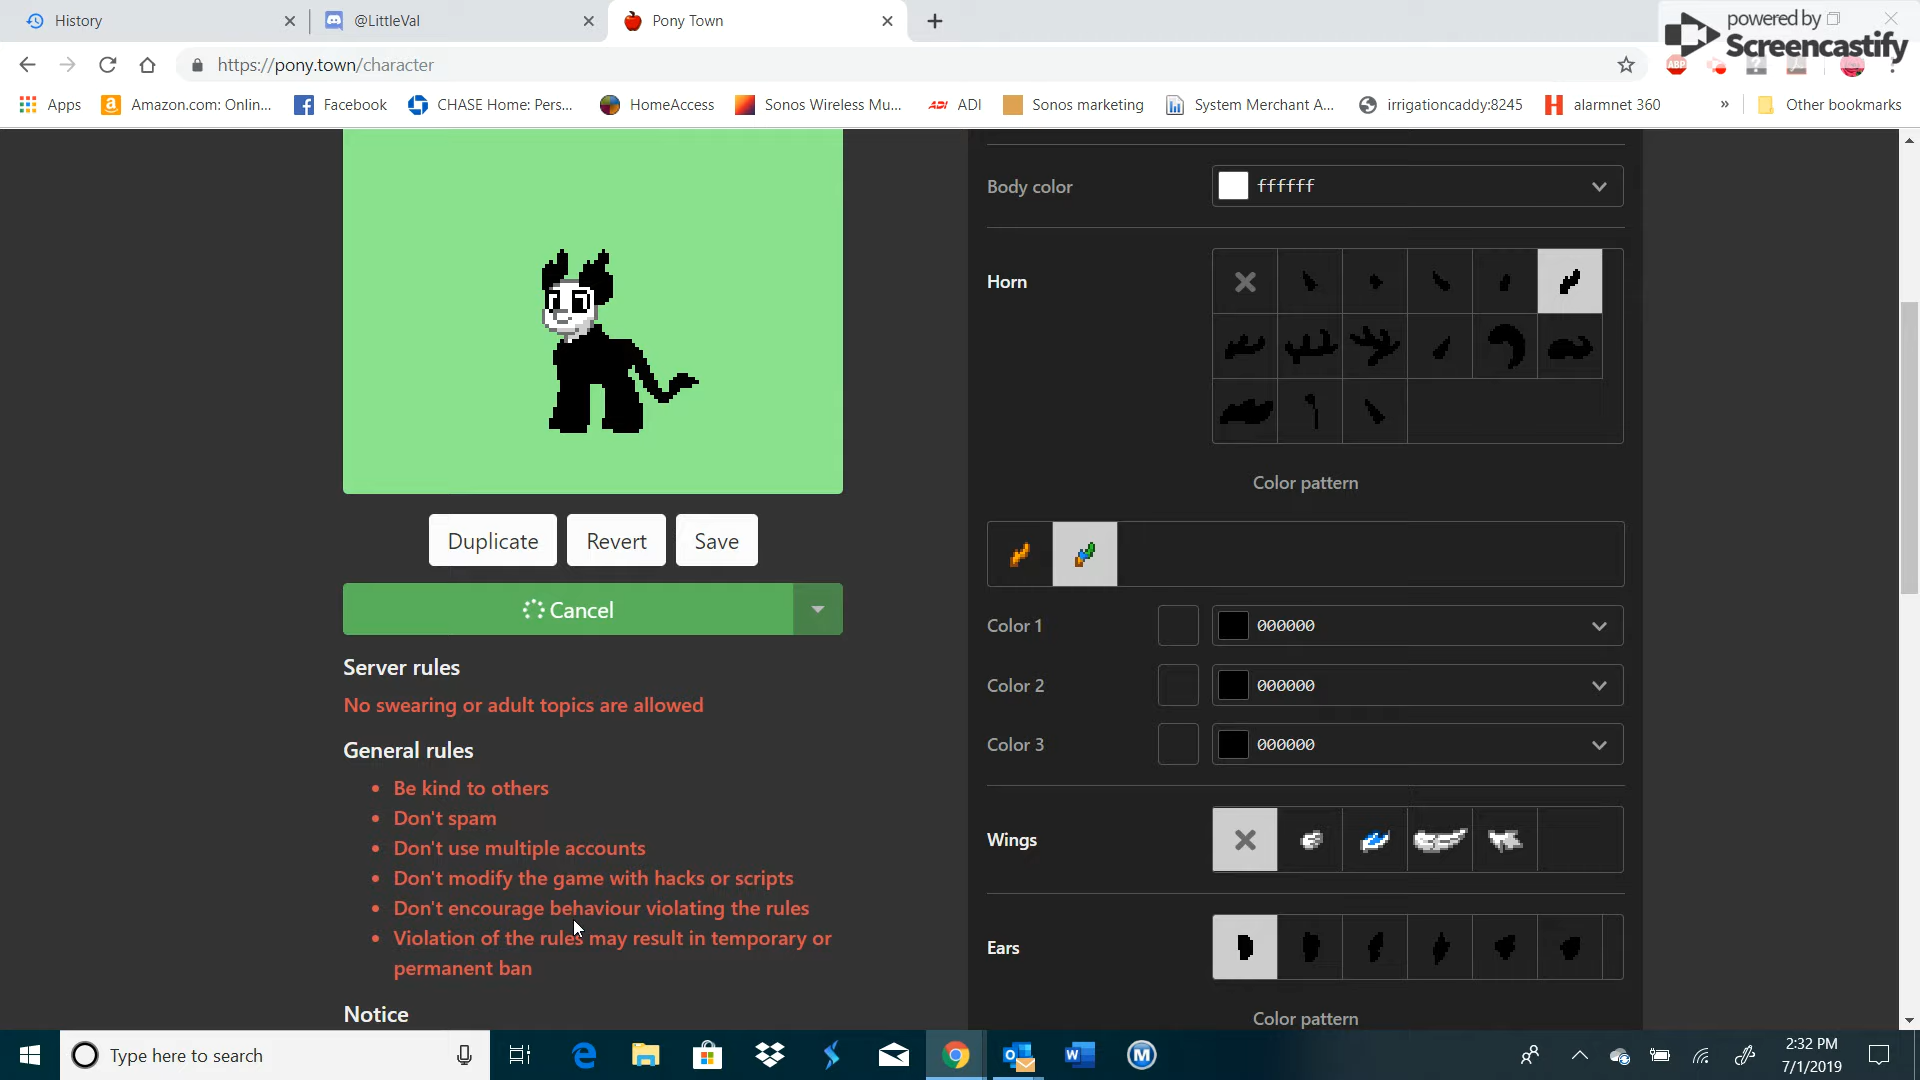 History
@LittleVal
Pony Town
powered by
Screencastify
https://pony.town/character
ABP
Apps
Amazon.com: Onlin...
Facebook
CHASE Home: Pers...
HomeAccess
Sonos Wireless Mu...
ADI
ADI
Sonos marketing
System Merchant A...
irrigationcaddy:8245
alarmnet 360
»
Other bookmarks
Body color
ffffff
Horn
Color pattern
Duplicate
Revert
Save
Cancel
Color 1
000000
Color 2
000000
Color 3
000000
Server rules
No swearing or adult topics are allowed
General rules
• Be kind to others
• Don't spam
• Don't use multiple accounts
• Don't modify the game with hacks or scripts
• Don't encourage behaviour violating the rules
• Violation of the rules may result in temporary or
permanent ban
Notice
Wings
Ears
Color pattern
Type here to search
2:32 PM
7/1/2019